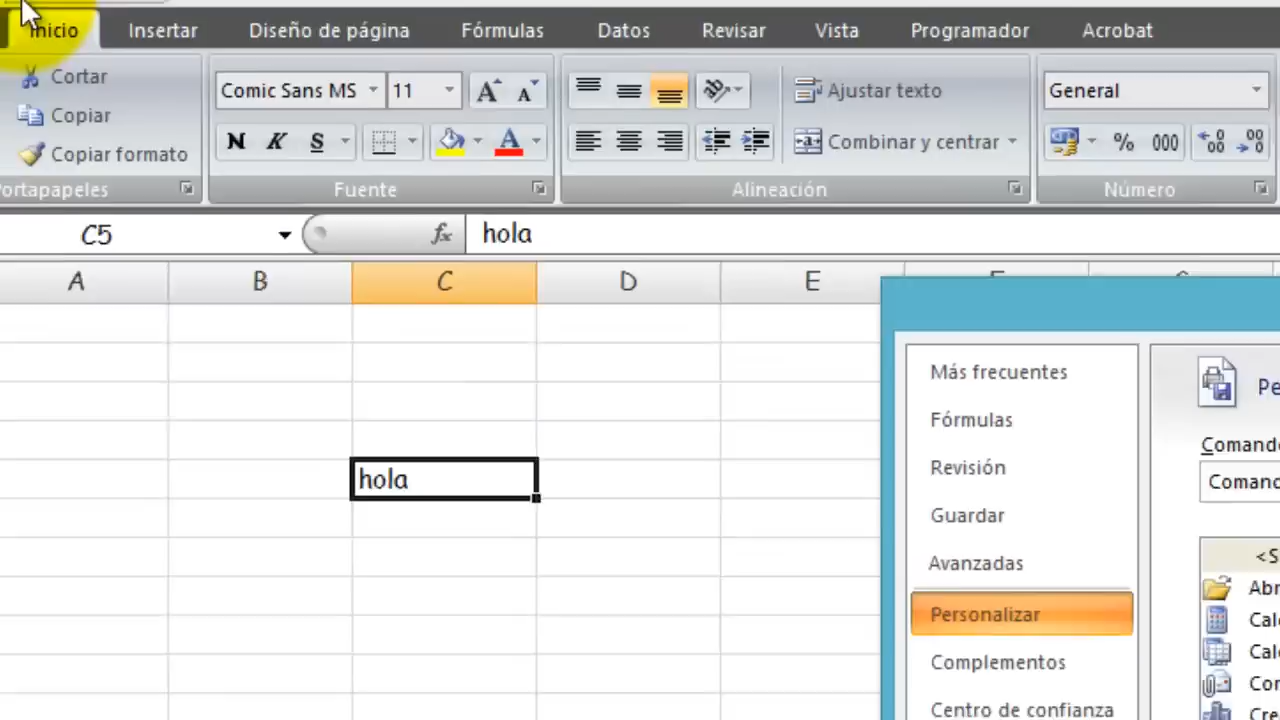 Inicio Insertar Diseño de página Fórmulas Datos Revisar Vista Programador Acrobat
Cortar
Copiar
Copiar formato
Comic Sans MS 11
N K S
Ajustar texto
Combinar y centrar
General
% 000
Fuente Alineación Número
C5 fx hola
A B C D E
hola
Más frecuentes
Fórmulas
Revisión
Guardar
Avanzadas
Personalizar
Complementos
Centro de confianza